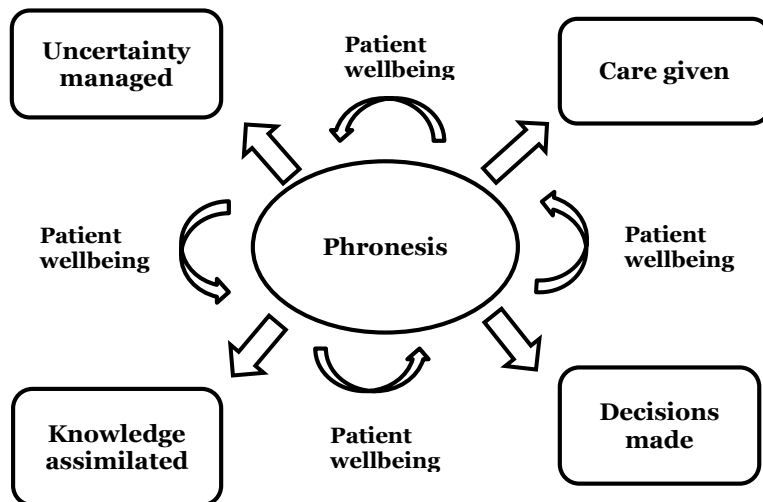 Uncertainty
managed
Patient
wellbeing
Care given
Patient
wellbeing
Phronesis
Patient
wellbeing
Knowledge
assimilated
Patient
wellbeing
Decisions
made